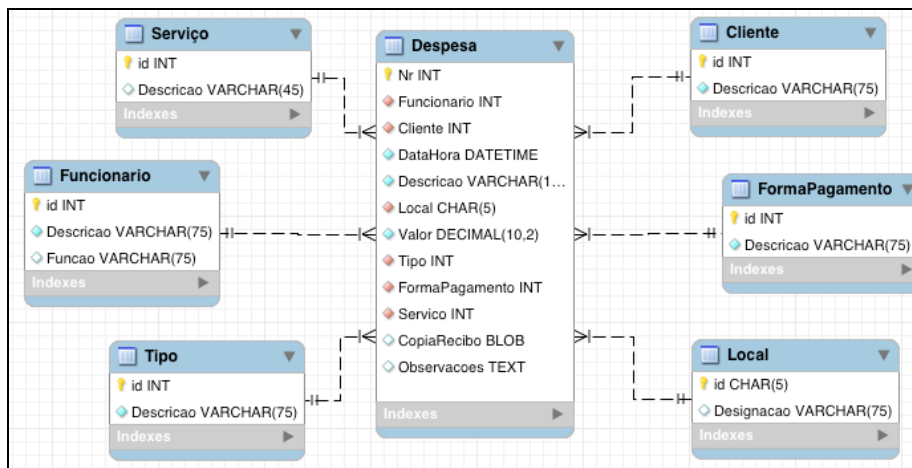 Serviço
id INT
Descricao VARCHAR(45)
Indexes
Funcionario
id INT
Descricao VARCHAR(75)
Funcao VARCHAR(75)
Indexes
Tipo
id INT
Descricao VARCHAR(75)
Indexes
Despesa
Nr INT
Funcionario INT
Cliente INT
DataHora DATETIME
Descricao VARCHAR(1...
Local CHAR(5)
Valor DECIMAL(10,2)
Tipo INT
FormaPagamento INT
Servico INT
CopiaRecibo BLOB
Observacoes TEXT
Indexes
Cliente
id INT
Descricao VARCHAR(75)
Indexes
FormaPagamento
id INT
Descricao VARCHAR(75)
Indexes
Local
id CHAR(5)
Designacao VARCHAR(75)
Indexes